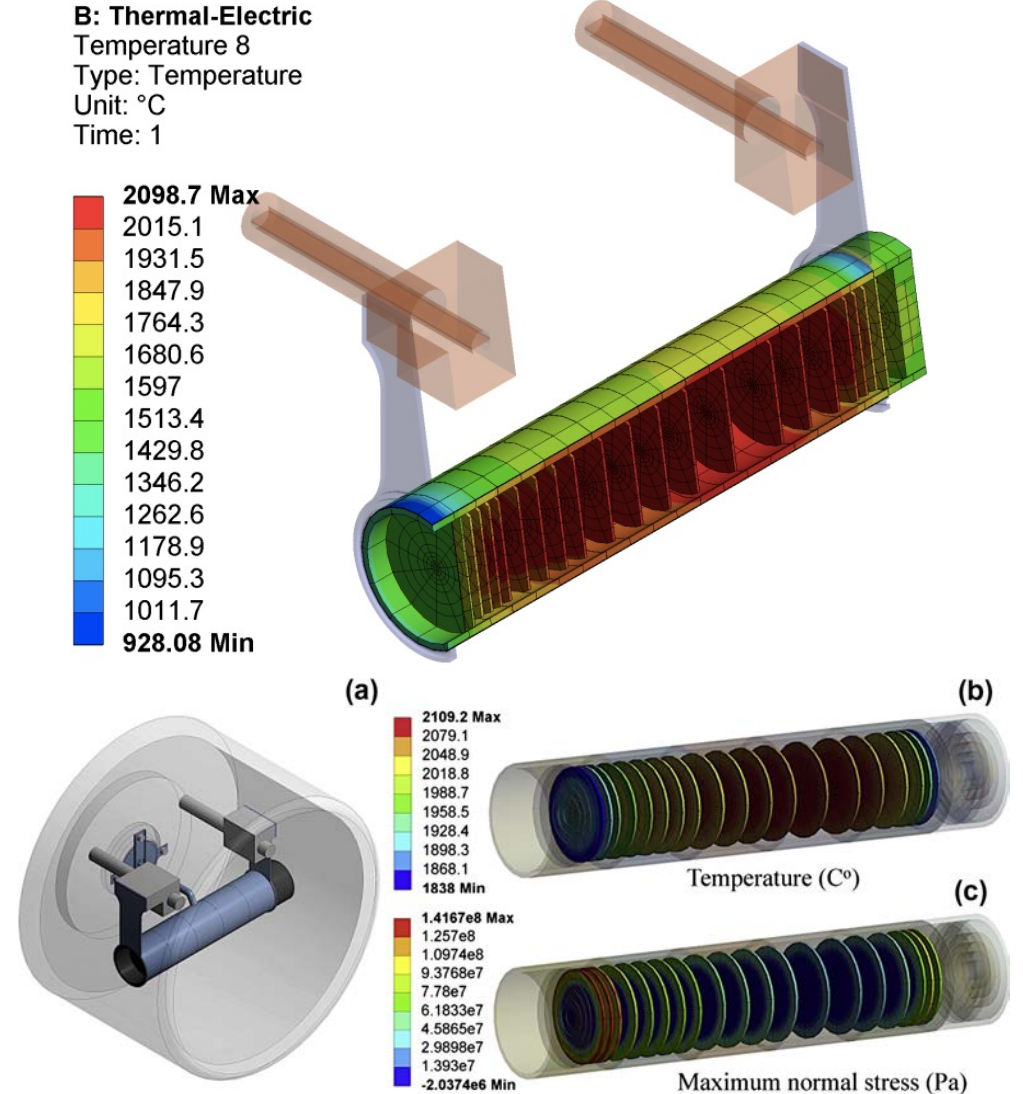 B: Thermal-Electric
Temperature 8
Type: Temperature
Unit: °C
Time: 1
2098.7 Max
2015.1
1931.5
1847.9
1764.3
1680.6
1597
1513.4
1429.8
1346.2
1262.6
1178.9
1095.3
1011.7
928.08 Min
(a)
(b)
2109.2 Max
2079.1
2048.9
2018.8
1988.7
1958.5
1928.4
1898.3
1868.1
1838 Min
Temperature (Cº)
(c)
1.4167e8 Max
1.257e8
1.0974e8
9.3768e7
7.78e7
6.1833e7
4.5865e7
2.9898e7
1.393e7
-2.0374e6 Min
Maximum normal stress (Pa)